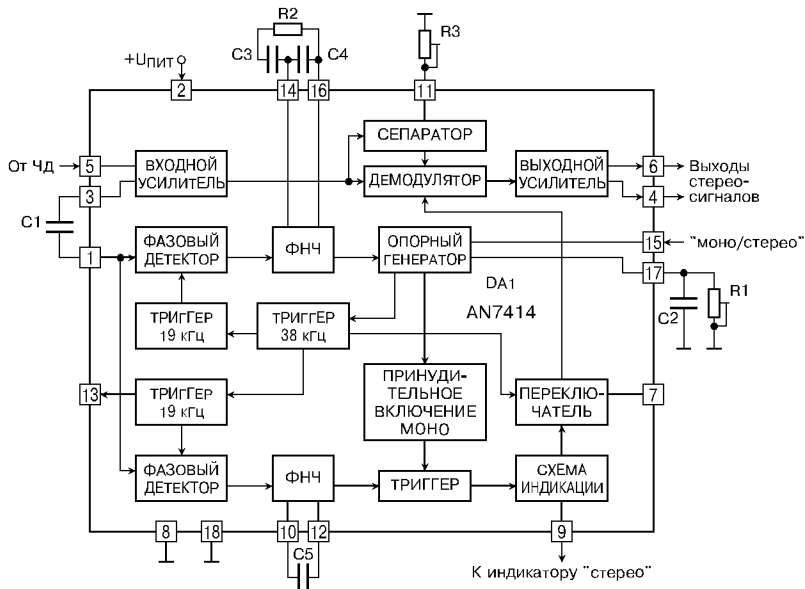 R2
C3
C4
R3
+Uпит
2
14
16
11
СЕПАРАТОР
От ЧД
5
ВХОДНОЙ
УСИЛИТЕЛЬ
ДЕМОДУЛЯТОР
ВЫХОДНОЙ
УСИЛИТЕЛЬ
6
Выходы
стерео-
сигналов
3
4
C1
1
ФАЗОВЫЙ
ДЕТЕКТОР
ФНЧ
ОПОРНЫЙ
ГЕНЕРАТОР
15
"моно/стерео"
17
DA1
AN7414
C2
R1
ТРИГГЕР
19 кГц
ТРИГГЕР
38 кГц
13
ТРИГГЕР
19 кГц
ПРИНУДИ-
ТЕЛЬНОЕ
ВКЛЮЧЕНИЕ
МОНО
ПЕРЕКЛЮ-
ЧАТЕЛЬ
7
ФАЗОВЫЙ
ДЕТЕКТОР
ФНЧ
ТРИГГЕР
СХЕМА
ИНДИКАЦИИ
8
18
10
12
9
C5
К индикатору "стерео"